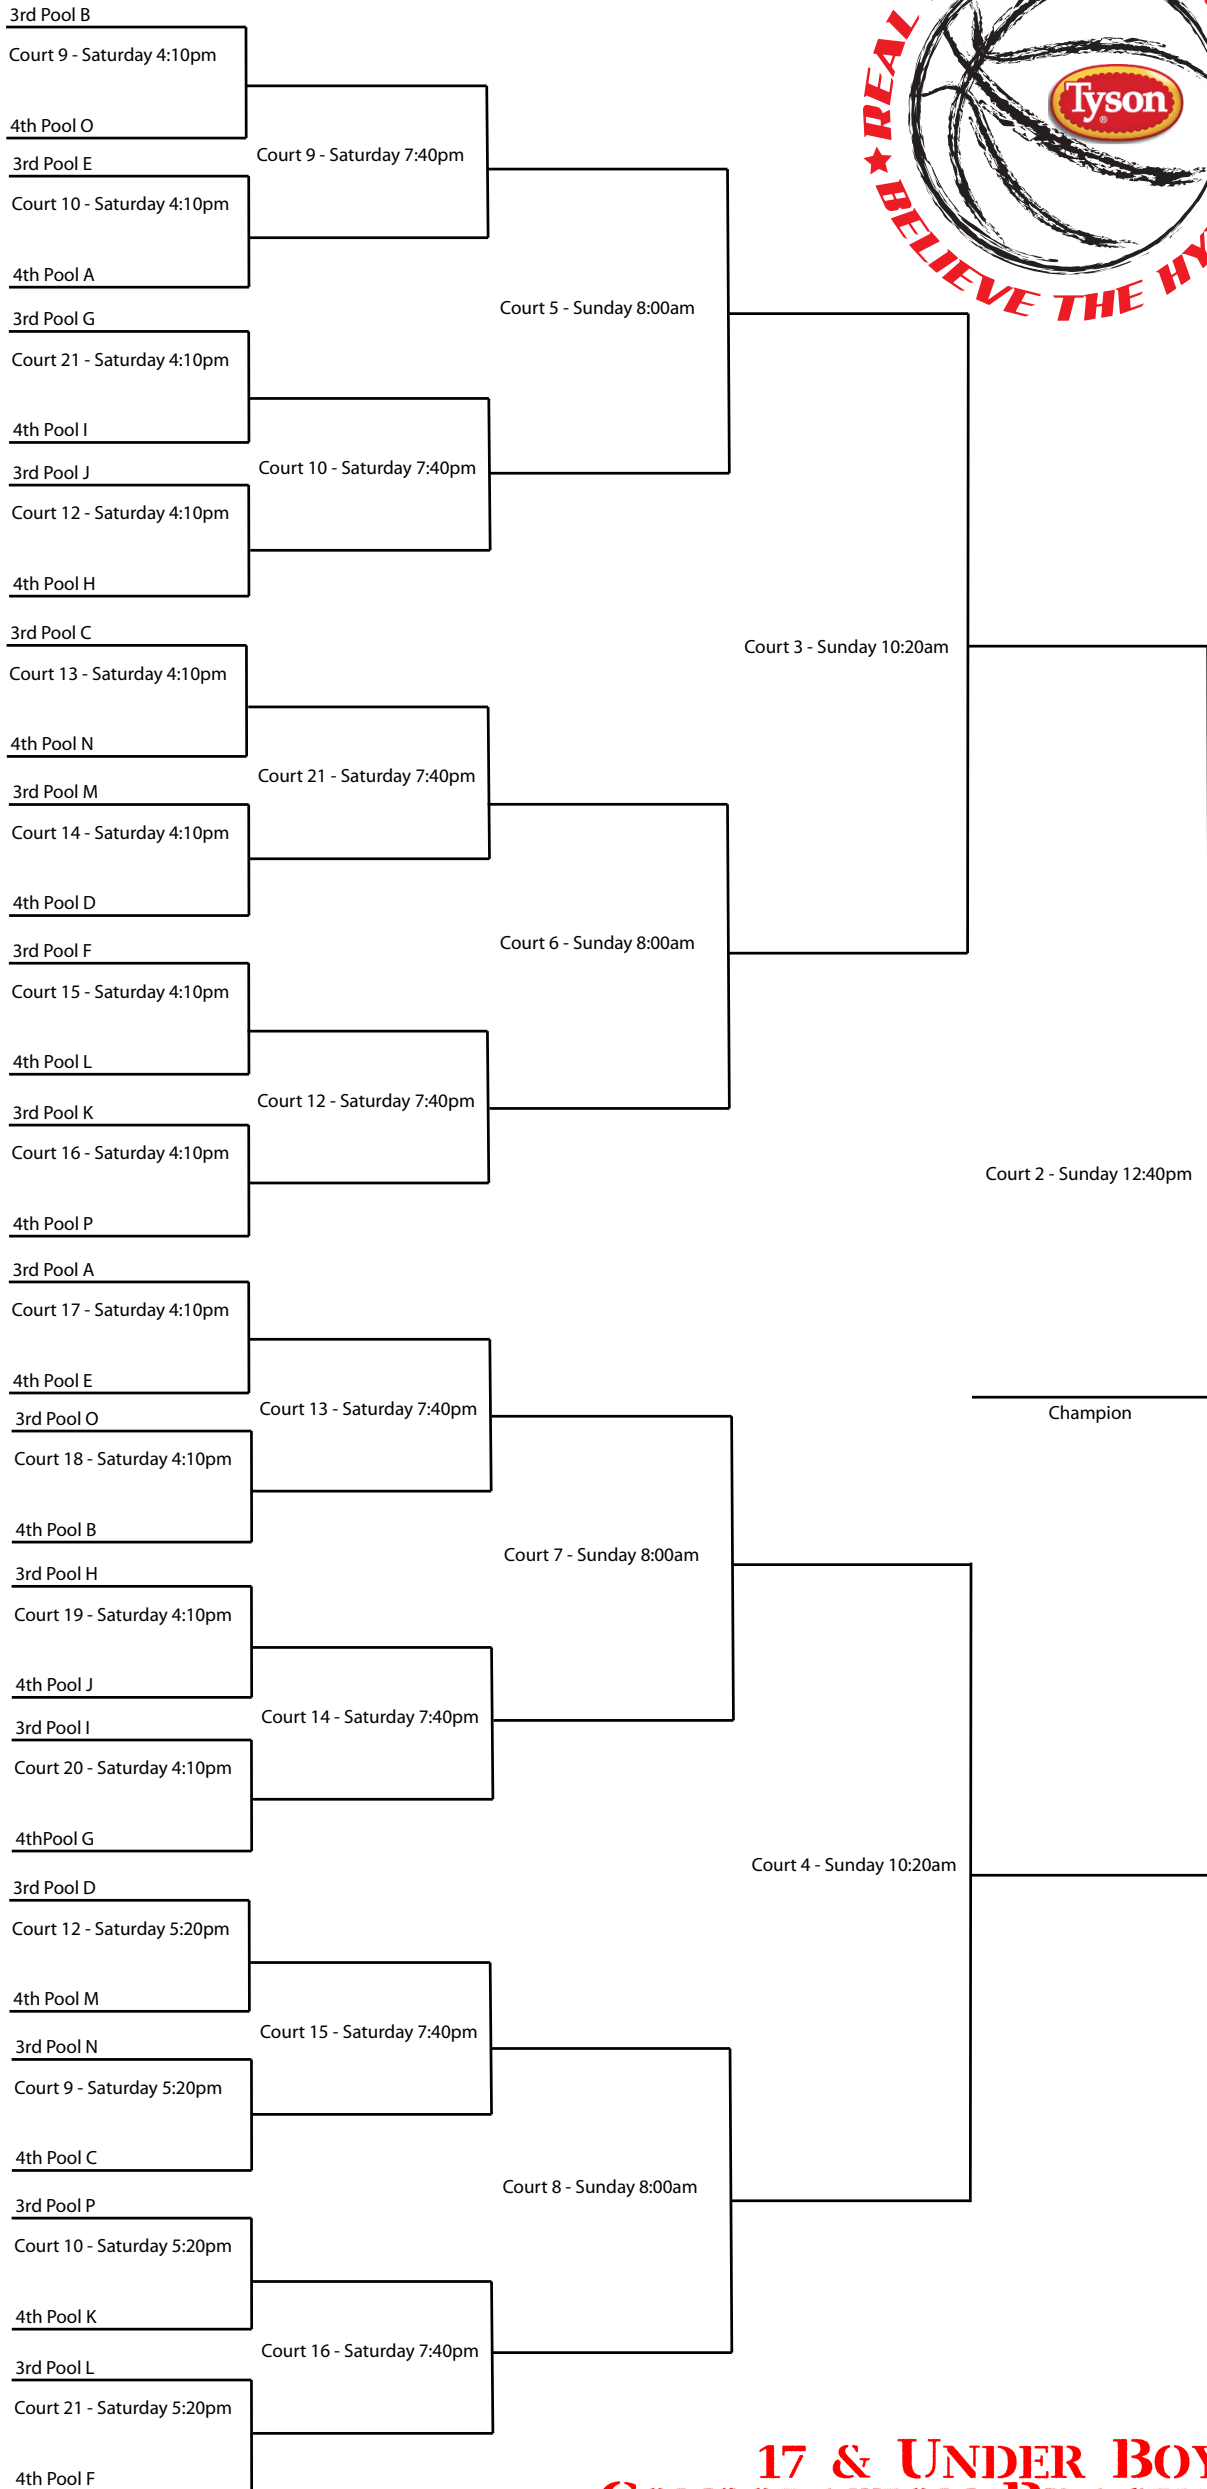 3rd Pool B
Court 9 - Saturday 4:10pm
4th Pool O
3rd Pool E
Court 10 - Saturday 4:10pm
4th Pool A
3rd Pool G
Court 21 - Saturday 4:10pm
4th Pool I
3rd Pool J
Court 12 - Saturday 4:10pm
4th Pool H
3rd Pool C
Court 13 - Saturday 4:10pm
4th Pool N
3rd Pool M
Court 14 - Saturday 4:10pm
4th Pool D
3rd Pool F
Court 15 - Saturday 4:10pm
4th Pool L
3rd Pool K
Court 16 - Saturday 4:10pm
4th Pool P
3rd Pool A
Court 17 - Saturday 4:10pm
4th Pool E
3rd Pool O
Court 18 - Saturday 4:10pm
4th Pool B
3rd Pool H
Court 19 - Saturday 4:10pm
4th Pool J
3rd Pool I
Court 20 - Saturday 4:10pm
4thPool G
3rd Pool D
Court 12 - Saturday 5:20pm
4th Pool M
3rd Pool N
Court 9 - Saturday 5:20pm
4th Pool C
3rd Pool P
Court 10 - Saturday 5:20pm
4th Pool K
3rd Pool L
Court 21 - Saturday 5:20pm
4th Pool F
Court 9 - Saturday 7:40pm
Court 10 - Saturday 7:40pm
Court 21 - Saturday 7:40pm
Court 12 - Saturday 7:40pm
Court 13 - Saturday 7:40pm
Court 14 - Saturday 7:40pm
Court 15 - Saturday 7:40pm
Court 16 - Saturday 7:40pm
Court 5 - Sunday 8:00am
Court 6 - Sunday 8:00am
Court 7 - Sunday 8:00am
Court 8 - Sunday 8:00am
Court 3 - Sunday 10:20am
Court 4 - Sunday 10:20am
Court 2 - Sunday 12:40pm
Champion
REAL
Tyson
®
BELIEVE THE HY
17 & UNDER BOY